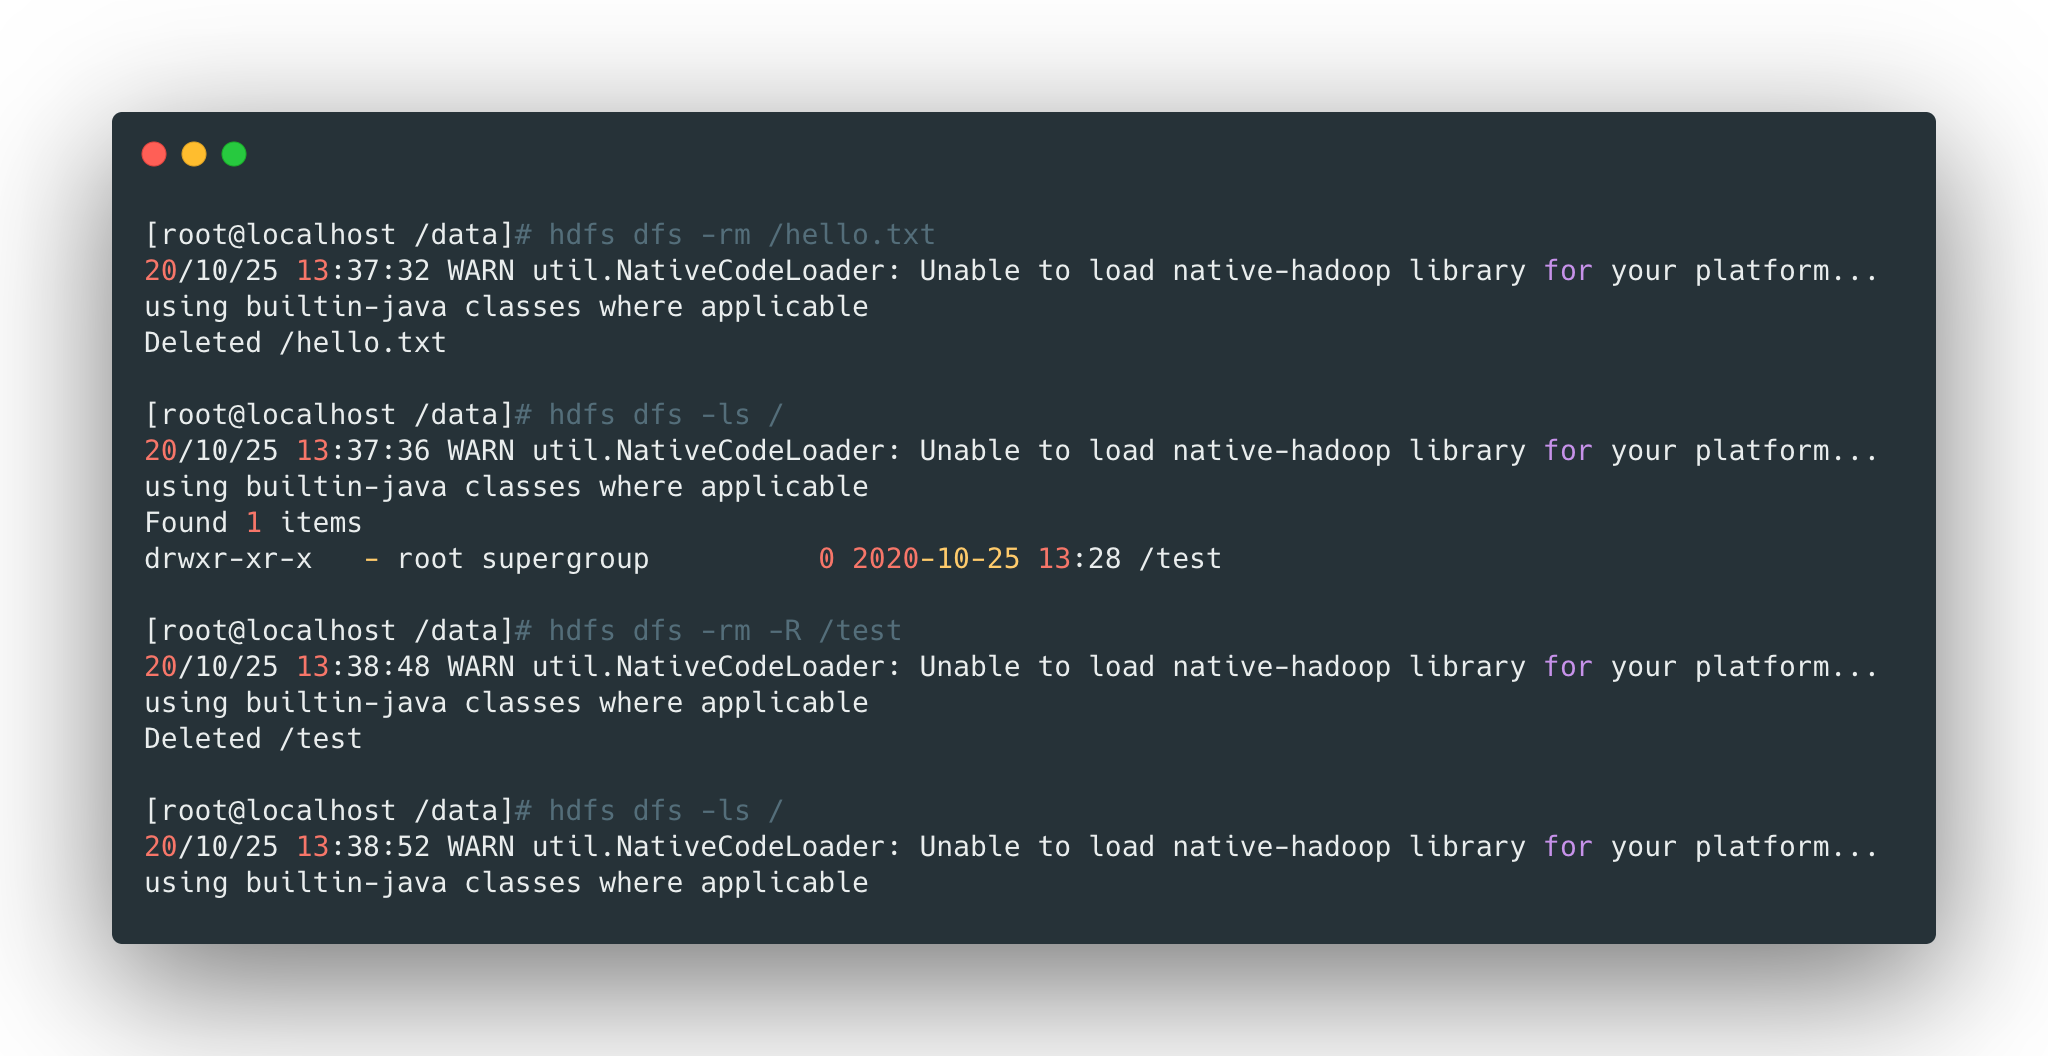 [root@localhost /data]# hdfs dfs -rm /hello.txt
20/10/25 13:37:32 WARN util.NativeCodeLoader: Unable to load native-hadoop library for your platform...
using builtin-java classes where applicable
Deleted /hello.txt
[root@localhost /data]# hdfs dfs -ls /
20/10/25 13:37:36 WARN util.NativeCodeLoader: Unable to load native-hadoop library for your platform...
using builtin-java classes where applicable
Found 1 items
drwxr-xr-x   - root supergroup          0 2020-10-25 13:28 /test
[root@localhost /data]# hdfs dfs -rm -R /test
20/10/25 13:38:48 WARN util.NativeCodeLoader: Unable to load native-hadoop library for your platform...
using builtin-java classes where applicable
Deleted /test
[root@localhost /data]# hdfs dfs -ls /
20/10/25 13:38:52 WARN util.NativeCodeLoader: Unable to load native-hadoop library for your platform...
using builtin-java classes where applicable